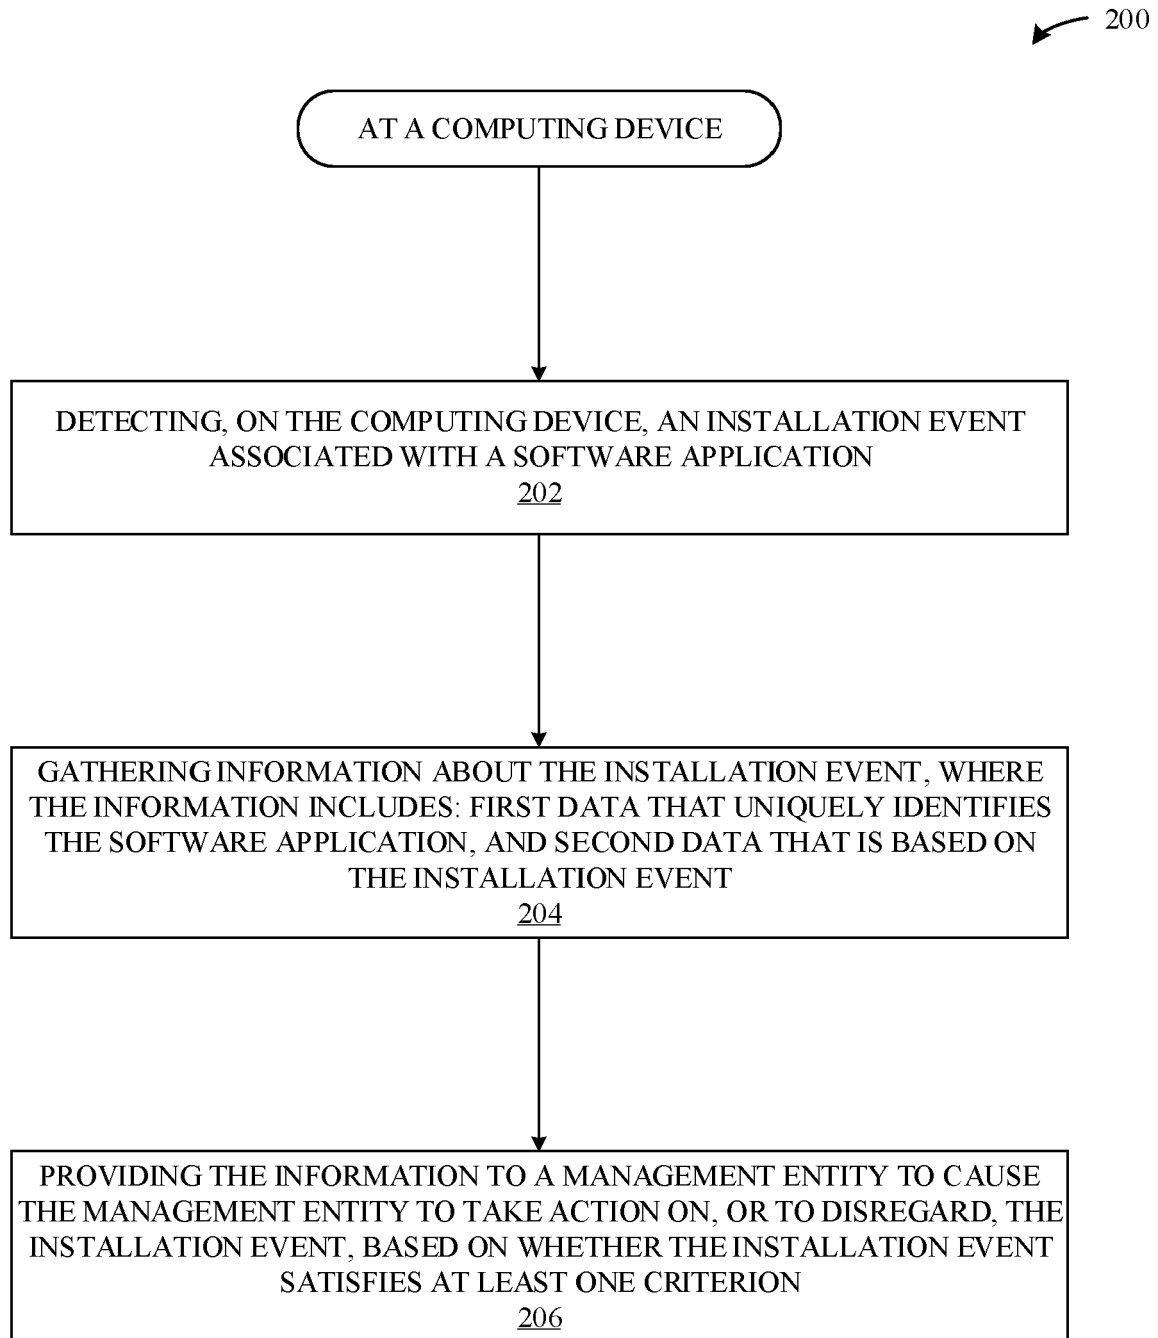 200
AT A COMPUTING DEVICE
DETECTING, ON THE COMPUTING DEVICE, AN INSTALLATION EVENT
ASSOCIATED WITH A SOFTWARE APPLICATION
202
GATHERING INFORMATION ABOUT THE INSTALLATION EVENT, WHERE
THE INFORMATION INCLUDES: FIRST DATA THAT UNIQUELY IDENTIFIES
THE SOFTWARE APPLICATION, AND SECOND DATA THAT IS BASED ON
THE INSTALLATION EVENT
204
PROVIDING THE INFORMATION TO A MANAGEMENT ENTITY TO CAUSE
THE MANAGEMENT ENTITY TO TAKE ACTION ON, OR TO DISREGARD, THE
INSTALLATION EVENT, BASED ON WHETHER THE INSTALLATION EVENT
SATISFIES AT LEAST ONE CRITERION
206